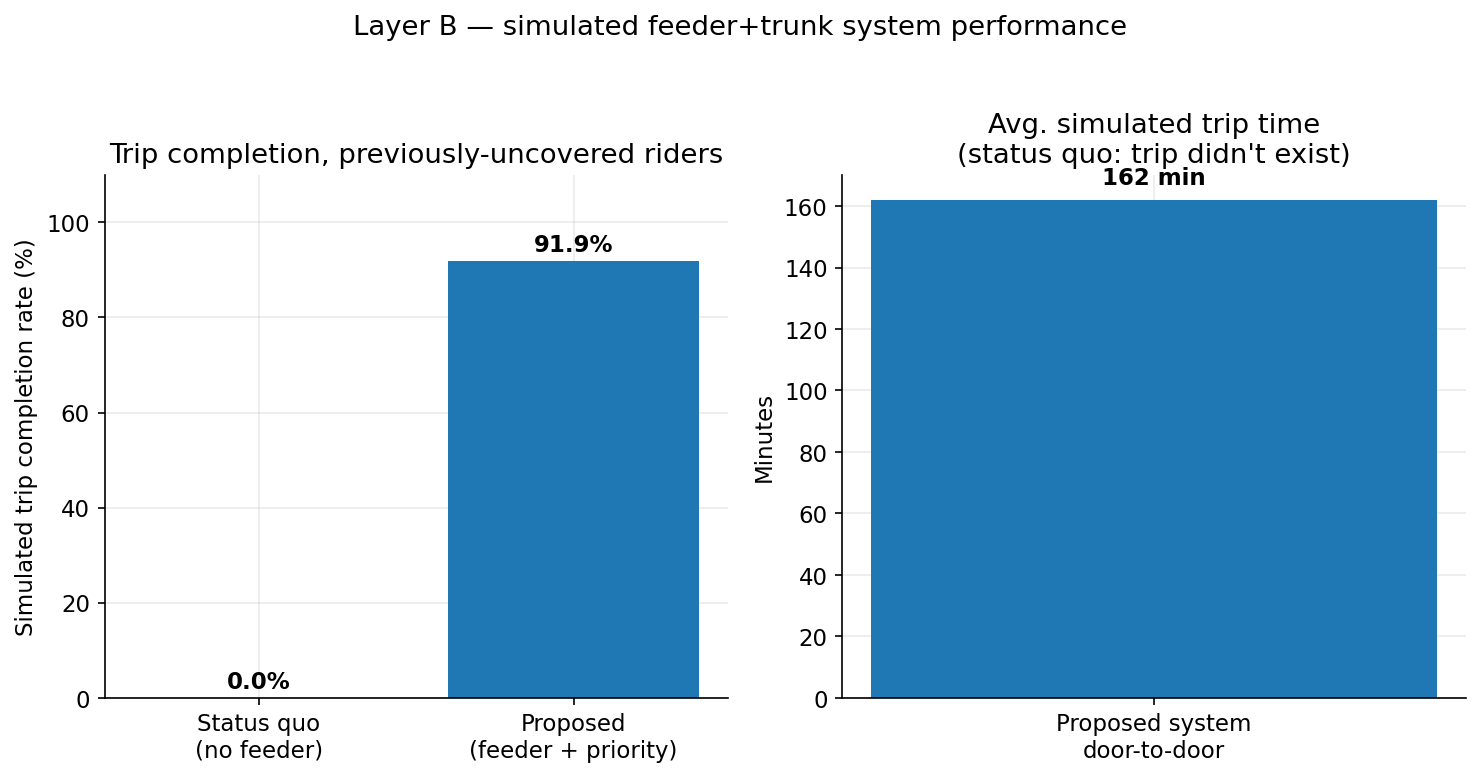 Layer B — simulated feeder+trunk system performance
Trip completion, previously-uncovered riders
Simulated trip completion rate (%)
100
80
60
40
20
0
91.9%
0.0%
Status quo
(no feeder)
Proposed
(feeder + priority)
Avg. simulated trip time
(status quo: trip didn't exist)
162 min
Minutes
160
140
120
100
80
60
40
20
0
Proposed system
door-to-door